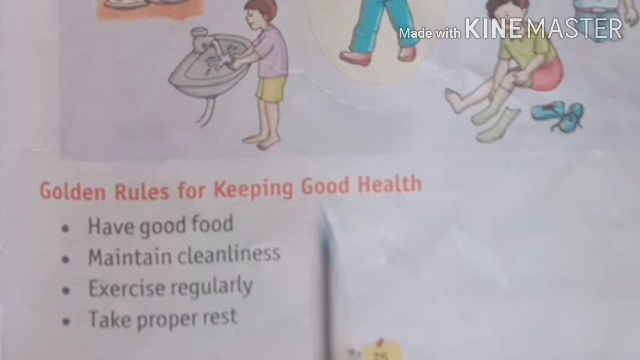 Made with KINEMASTER
Golden Rules for Keeping Good Health
• Have good food
• Maintain cleanliness
• Exercise regularly
• Take proper rest